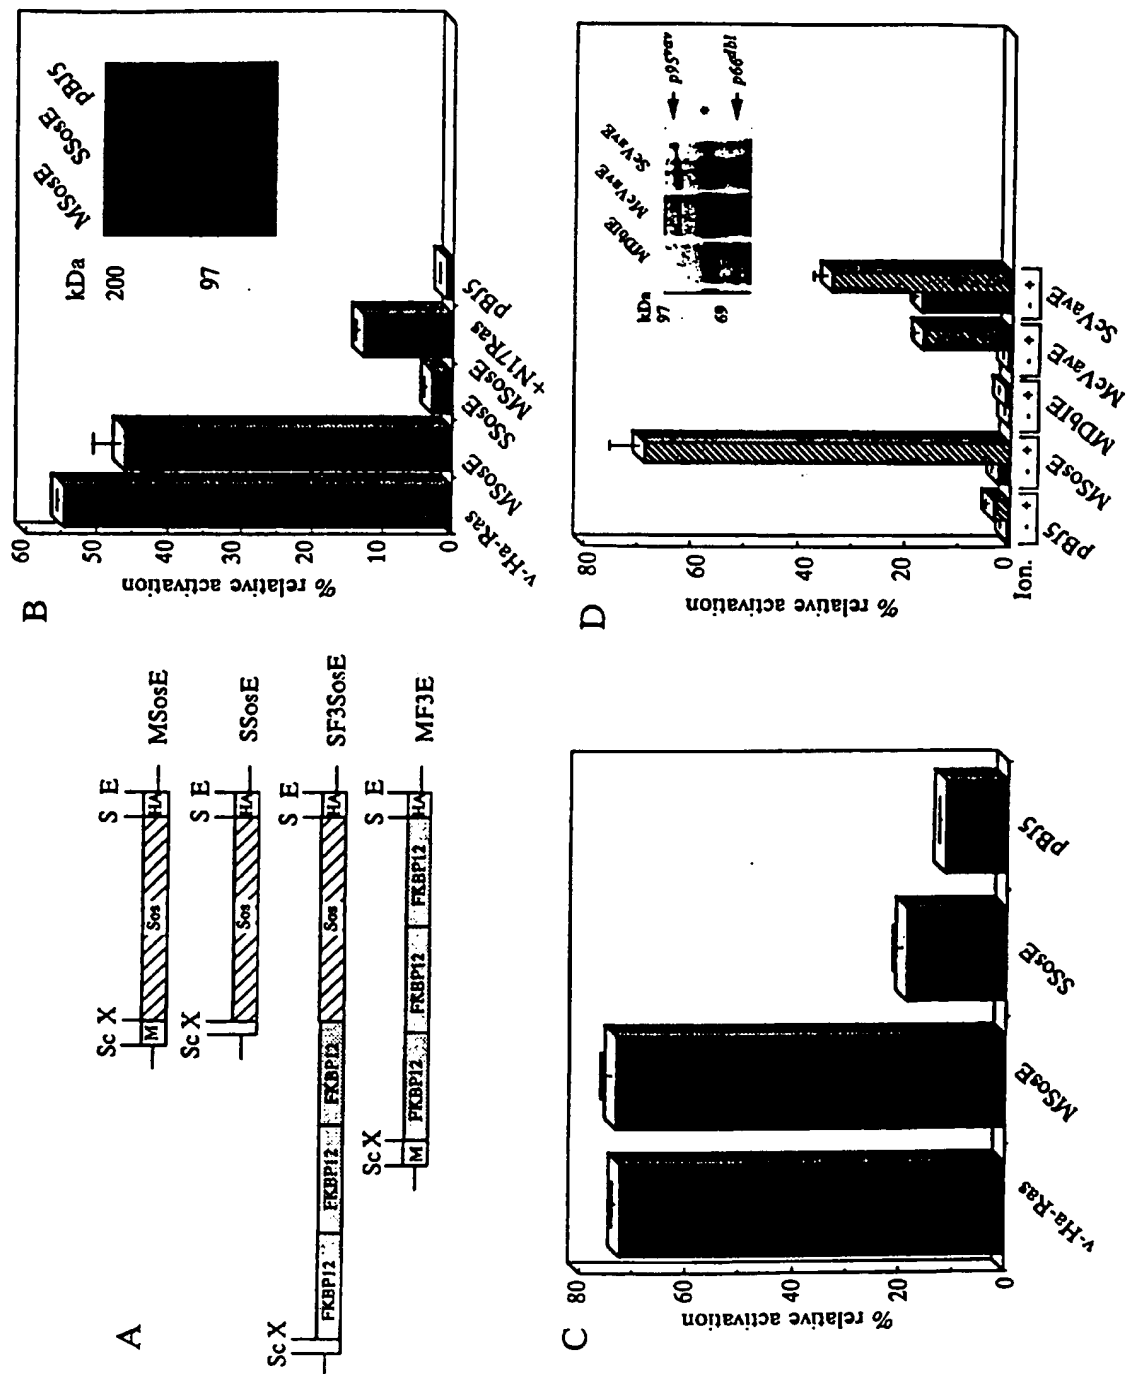 A
Sc X
S E
M
Sos
HA
MSosE
Sc X
S E
Sos
HA
SSosE
Sc X
S E
FKBP12
FKBP12
FKBP12
Sos
HA
SF3SosE
Sc X
S E
M
FKBP12
FKBP12
FKBP12
HA
MF3E
B
% relative activation
60
50
40
30
20
10
0
v-Ha-Ras
MSosE
SSosE
MSosE
+N17Ras
pBJ5
kDa
200
97
MSosE
SSosE
pBJ5
C
% relative activation
80
60
40
20
0
v-Ha-Ras
MSosE
SSosE
pBJ5
D
% relative activation
80
60
40
20
0
Ion.
- +
- +
- +
- +
- +
pBJ5
MSosE
MDblE
McVavE
ScVavE
kDa
97
69
MDblE
McVavE
ScVavE
p95vav
*
p66dbl